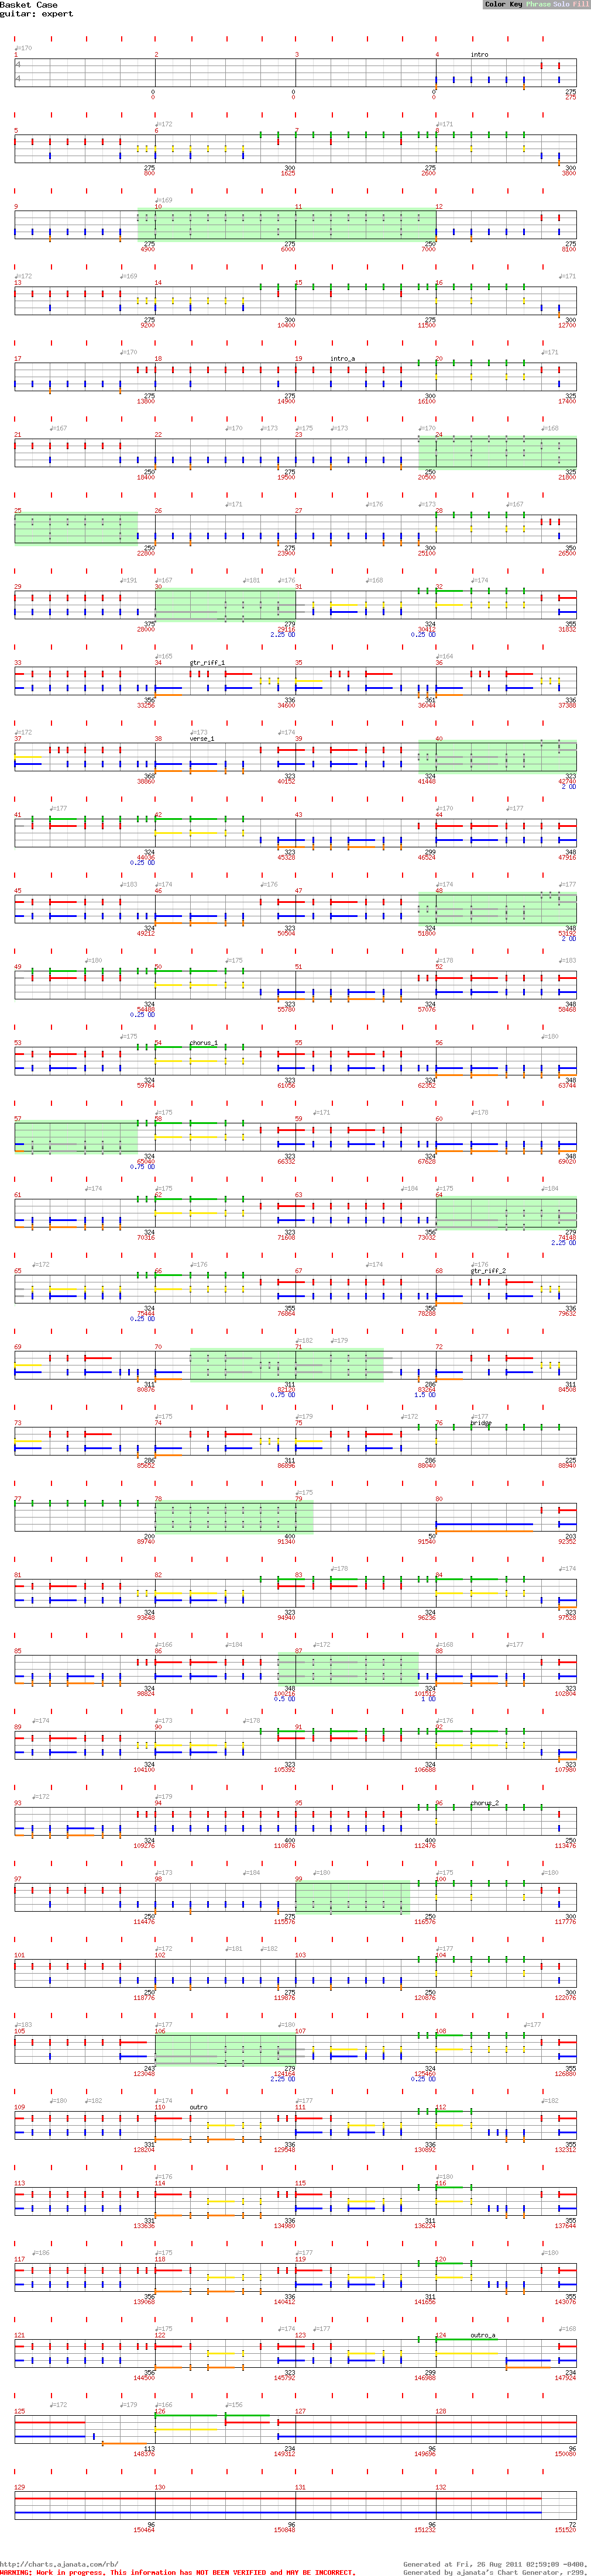 Basket Case
guitar: expert
Color Key Phrase Solo Fill
♩=170
1 2 3 4 intro
4
4
0 0 0 275
0 0 0 275
♩=172 ♩=171
5 6 7 8
275 300 275 300
800 1625 2600 3800
♩=169
9 10 11 12
275 275 250 275
4900 6000 7000 8100
♩=172 ♩=169 ♩=171
13 14 15 16
275 300 275 300
9200 10400 11500 12700
♩=170 ♩=171
17 18 19 intro_a 20
275 275 300 325
13800 14900 16100 17400
♩=167 ♩=170 ♩=173 ♩=175 ♩=173 ♩=170 ♩=168
21 22 23 24
250 275 250 325
18400 19500 20500 21800
♩=171 ♩=176 ♩=173 ♩=167
25 26 27 28
250 275 300 350
22800 23900 25100 26500
♩=191 ♩=167 ♩=181 ♩=176 ♩=168 ♩=174
29 30 31 32
375 279 324 355
28000 29116 30412 31832
2.25 OD 0.25 OD
♩=165 ♩=164
33 34 gtr_riff_1 35 36
356 336 361 336
33256 34600 36044 37388
♩=172 ♩=173 ♩=174
37 38 verse_1 39 40
368 323 324 323
38860 40152 41448 42740
2 OD
♩=177 ♩=170 ♩=177
41 42 43 44
324 323 299 348
44036 45328 46524 47916
0.25 OD
♩=183 ♩=174 ♩=176 ♩=174 ♩=177
45 46 47 48
324 323 324 348
49212 50504 51800 53192
2 OD
♩=180 ♩=175 ♩=178 ♩=183
49 50 51 52
324 323 324 348
54488 55780 57076 58468
0.25 OD
♩=175 ♩=180
53 54 chorus_1 55 56
324 324 324 348
59764 61056 62352 63744
♩=175 ♩=171 ♩=178
57 58 59 60
324 323 324 348
65040 66332 67628 69020
0.75 OD
♩=174 ♩=175 ♩=184 ♩=175 ♩=184
61 62 63 64
324 323 356 279
70316 71608 73032 74148
2.25 OD
♩=172 ♩=176 ♩=174 ♩=176
65 66 67 68 gtr_riff_2
324 355 356 336
75444 76864 78288 79632
0.25 OD
♩=182 ♩=179
69 70 71 72
311 311 286 311
80876 82120 83264 84508
0.75 OD 1.5 OD
♩=175 ♩=179 ♩=172 ♩=177
73 74 75 76 bridge
286 311 286 225
85652 86896 88040 88940
♩=175
77 78 79 80
200 400 50 203
89740 91340 91540 92352
♩=178 ♩=174
81 82 83 84
324 323 324 323
93648 94940 96236 97528
♩=166 ♩=184 ♩=172 ♩=168 ♩=177
85 86 87 88
324 348 324 323
98824 100216 101512 102804
0.5 OD 1 OD
♩=174 ♩=173 ♩=178 ♩=176
89 90 91 92
324 323 324 323
104100 105392 106688 107980
♩=172 ♩=179
93 94 95 96 chorus_2
324 400 400 250
109276 110876 112476 113476
♩=173 ♩=184 ♩=180 ♩=175 ♩=180
97 98 99 100
250 275 250 300
114476 115576 116576 117776
♩=172 ♩=181 ♩=182 ♩=177
101 102 103 104
250 275 250 300
118776 119876 120876 122076
♩=183 ♩=177 ♩=180 ♩=177
105 106 107 108
243 279 324 355
123048 124164 125460 126880
2.25 OD 0.25 OD
♩=180 ♩=182 ♩=174 ♩=177 ♩=182
109 110 outro 111 112
331 336 336 355
128204 129548 130892 132312
♩=176 ♩=180
113 114 115 116
331 336 311 355
133636 134980 136224 137644
♩=186 ♩=175 ♩=177 ♩=180
117 118 119 120
356 336 311 355
139068 140412 141656 143076
♩=175 ♩=174 ♩=177 ♩=168
121 122 123 124 outro_a
356 323 299 234
144500 145792 146988 147924
♩=172 ♩=179 ♩=166 ♩=156
125 126 127 128
113 234 96 96
148376 149312 149696 150080
129 130 131 132
96 96 96 72
150464 150848 151232 151520
http://charts.ajanata.com/rb/ Generated at Fri, 26 Aug 2011 02:59:09 -0400.
WARNING: Work in progress. This information has NOT BEEN VERIFIED and MAY BE INCORRECT. Generated by ajanata's Chart Generator, r299.